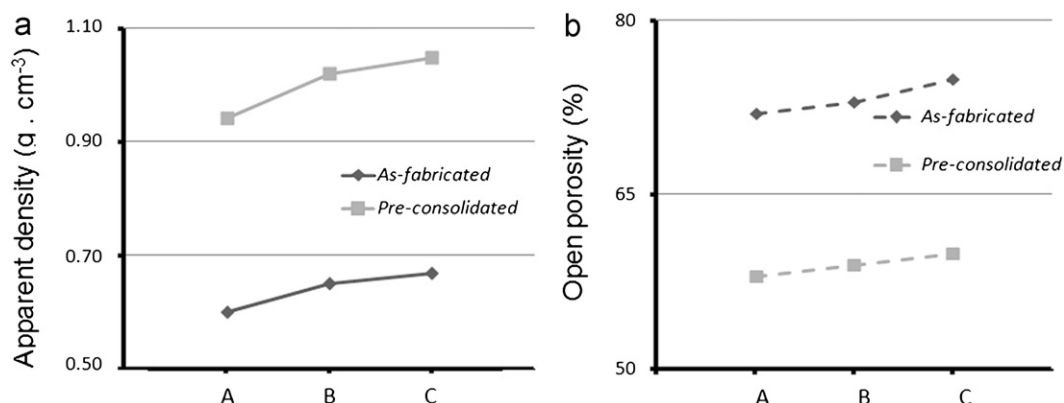 a
1.10
0.90
0.70
0.50
Apparent density (g . cm-3)
As-fabricated
Pre-consolidated
A B C
b
80
65
50
Open porosity (%)
As-fabricated
Pre-consolidated
A B C